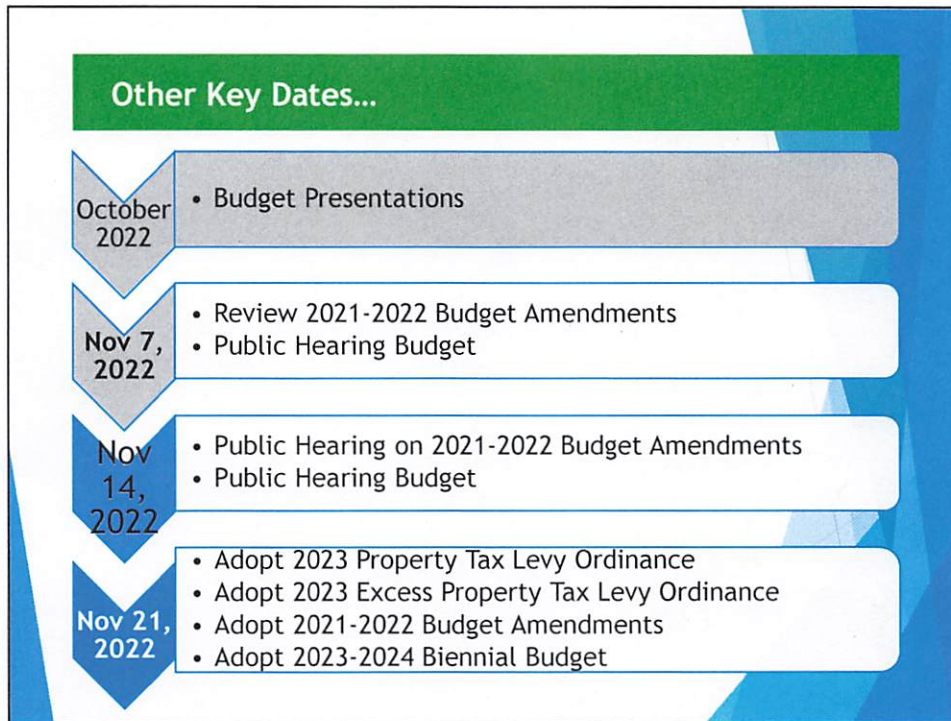 Other Key Dates...
October
2022
• Budget Presentations
Nov 7,
2022
• Review 2021-2022 Budget Amendments
• Public Hearing Budget
Nov
14,
2022
• Public Hearing on 2021-2022 Budget Amendments
• Public Hearing Budget
Nov 21,
2022
• Adopt 2023 Property Tax Levy Ordinance
• Adopt 2023 Excess Property Tax Levy Ordinance
• Adopt 2021-2022 Budget Amendments
• Adopt 2023-2024 Biennial Budget